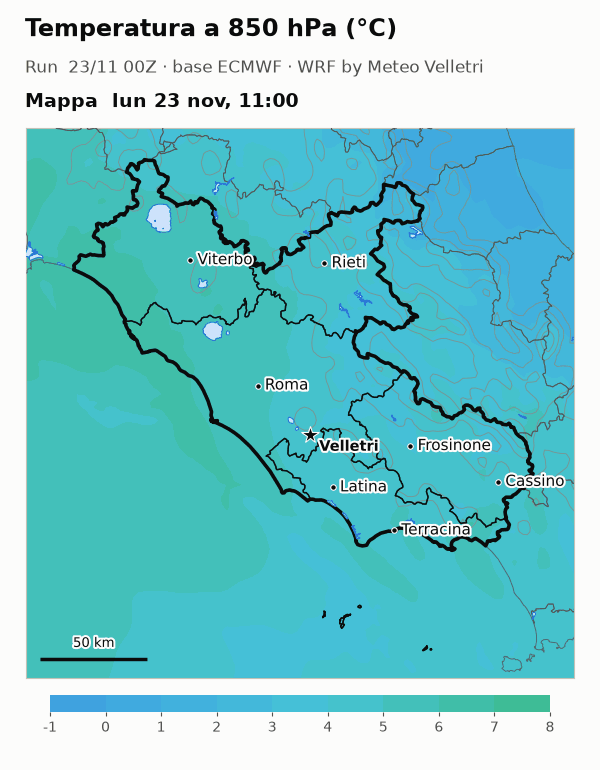 Temperatura a 850 hPa (°C)
Run  23/11 00Z · base ECMWF · WRF by Meteo Velletri
Mappa  lun 23 nov, 11:00
Viterbo
Rieti
Roma
Velletri
Frosinone
Latina
Cassino
Terracina
50 km
-1 0 1 2 3 4 5 6 7 8